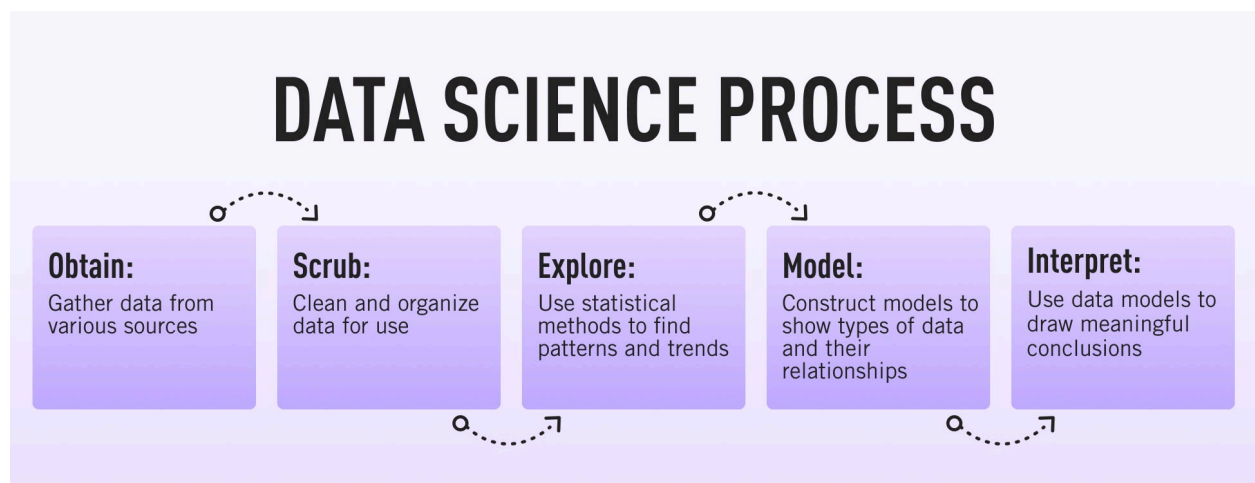 DATA SCIENCE PROCESS
Obtain:
Gather data from
various sources
Scrub:
Clean and organize
data for use
Explore:
Use statistical
methods to find
patterns and trends
Model:
Construct models to
show types of data
and their
relationships
Interpret:
Use data models to
draw meaningful
conclusions